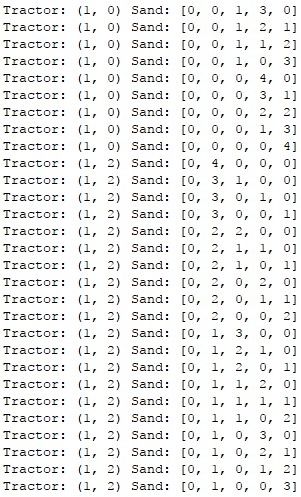 Tractor: (1, 0) Sand: [0, 0, 1, 3, 0]
Tractor: (1, 0) Sand: [0, 0, 1, 2, 1]
Tractor: (1, 0) Sand: [0, 0, 1, 1, 2]
Tractor: (1, 0) Sand: [0, 0, 1, 0, 3]
Tractor: (1, 0) Sand: [0, 0, 0, 4, 0]
Tractor: (1, 0) Sand: [0, 0, 0, 3, 1]
Tractor: (1, 0) Sand: [0, 0, 0, 2, 2]
Tractor: (1, 0) Sand: [0, 0, 0, 1, 3]
Tractor: (1, 0) Sand: [0, 0, 0, 0, 4]
Tractor: (1, 2) Sand: [0, 4, 0, 0, 0]
Tractor: (1, 2) Sand: [0, 3, 1, 0, 0]
Tractor: (1, 2) Sand: [0, 3, 0, 1, 0]
Tractor: (1, 2) Sand: [0, 3, 0, 0, 1]
Tractor: (1, 2) Sand: [0, 2, 2, 0, 0]
Tractor: (1, 2) Sand: [0, 2, 1, 1, 0]
Tractor: (1, 2) Sand: [0, 2, 1, 0, 1]
Tractor: (1, 2) Sand: [0, 2, 0, 2, 0]
Tractor: (1, 2) Sand: [0, 2, 0, 1, 1]
Tractor: (1, 2) Sand: [0, 2, 0, 0, 2]
Tractor: (1, 2) Sand: [0, 1, 3, 0, 0]
Tractor: (1, 2) Sand: [0, 1, 2, 1, 0]
Tractor: (1, 2) Sand: [0, 1, 2, 0, 1]
Tractor: (1, 2) Sand: [0, 1, 1, 2, 0]
Tractor: (1, 2) Sand: [0, 1, 1, 1, 1]
Tractor: (1, 2) Sand: [0, 1, 1, 0, 2]
Tractor: (1, 2) Sand: [0, 1, 0, 3, 0]
Tractor: (1, 2) Sand: [0, 1, 0, 2, 1]
Tractor: (1, 2) Sand: [0, 1, 0, 1, 2]
Tractor: (1, 2) Sand: [0, 1, 0, 0, 3]